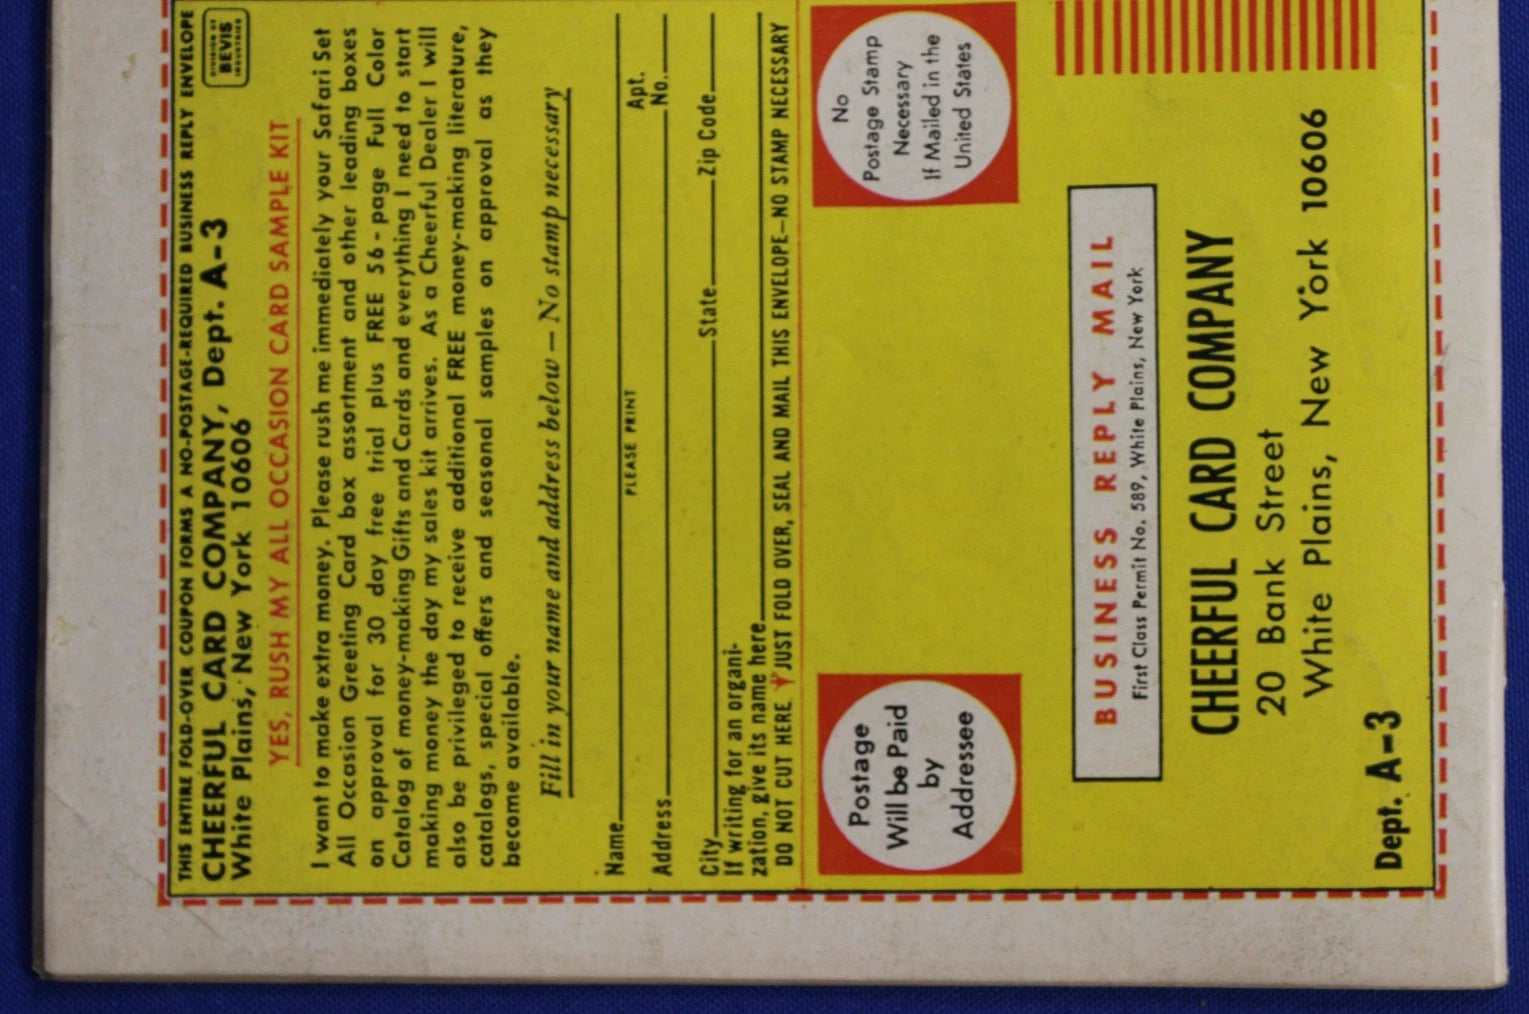 THIS ENTIRE FOLD-OVER COUPON FORMS A NO-POSTAGE-REQUIRED BUSINESS REPLY ENVELOPE
CHEERFUL CARD COMPANY, Dept. A-3
White Plains, New York 10606
DIVISION OF
BEVIS
INDUSTRIES
YES, RUSH MY ALL OCCASION CARD SAMPLE KIT
I want to make extra money. Please rush me immediately your Safari Set
All Occasion Greeting Card box assortment and other leading boxes
on approval for 30 day free trial plus FREE 56-page Full Color
Catalog of money-making Gifts and Cards and everything I need to start
making money the day my sales kit arrives. As a Cheerful Dealer I will
also be privileged to receive additional FREE money-making literature,
catalogs, special offers and seasonal samples on approval as they
become available.
Fill in your name and address below — No stamp necessary
Name
PLEASE PRINT
Apt.
Address No.
City State Zip Code
If writing for an organi-
zation, give its name here
DO NOT CUT HERE, JUST FOLD OVER, SEAL AND MAIL THIS ENVELOPE—NO STAMP NECESSARY
Postage
Will be Paid
by
Addressee
No
Postage Stamp
Necessary
If Mailed in the
United States
BUSINESS REPLY MAIL
First Class Permit No. 589, White Plains, New York
CHEERFUL CARD COMPANY
20 Bank Street
White Plains, New York 10606
Dept. A-3